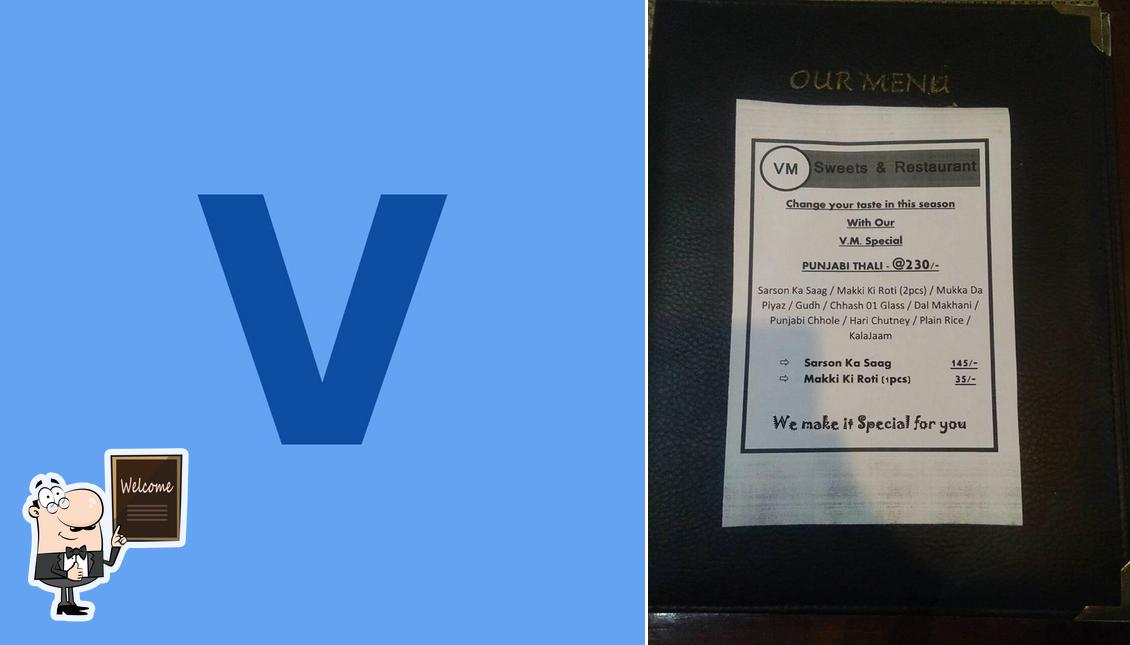 V
Welcome
OUR MENU
VM Sweets & Restaurant
Change your taste in this season
With Our
V.M. Special
PUNJABI THALI - @230/-
Sarson Ka Saag / Makki Ki Roti (2pcs) / Mukka Da
Piyaz / Gudh / Chhash 01 Glass / Dal Makhani /
Punjabi Chhole / Hari Chutney / Plain Rice /
KalaJaam
⇨ Sarson Ka Saag 145/-
⇨ Makki Ki Roti (1pcs) 35/-
We make it Special for you